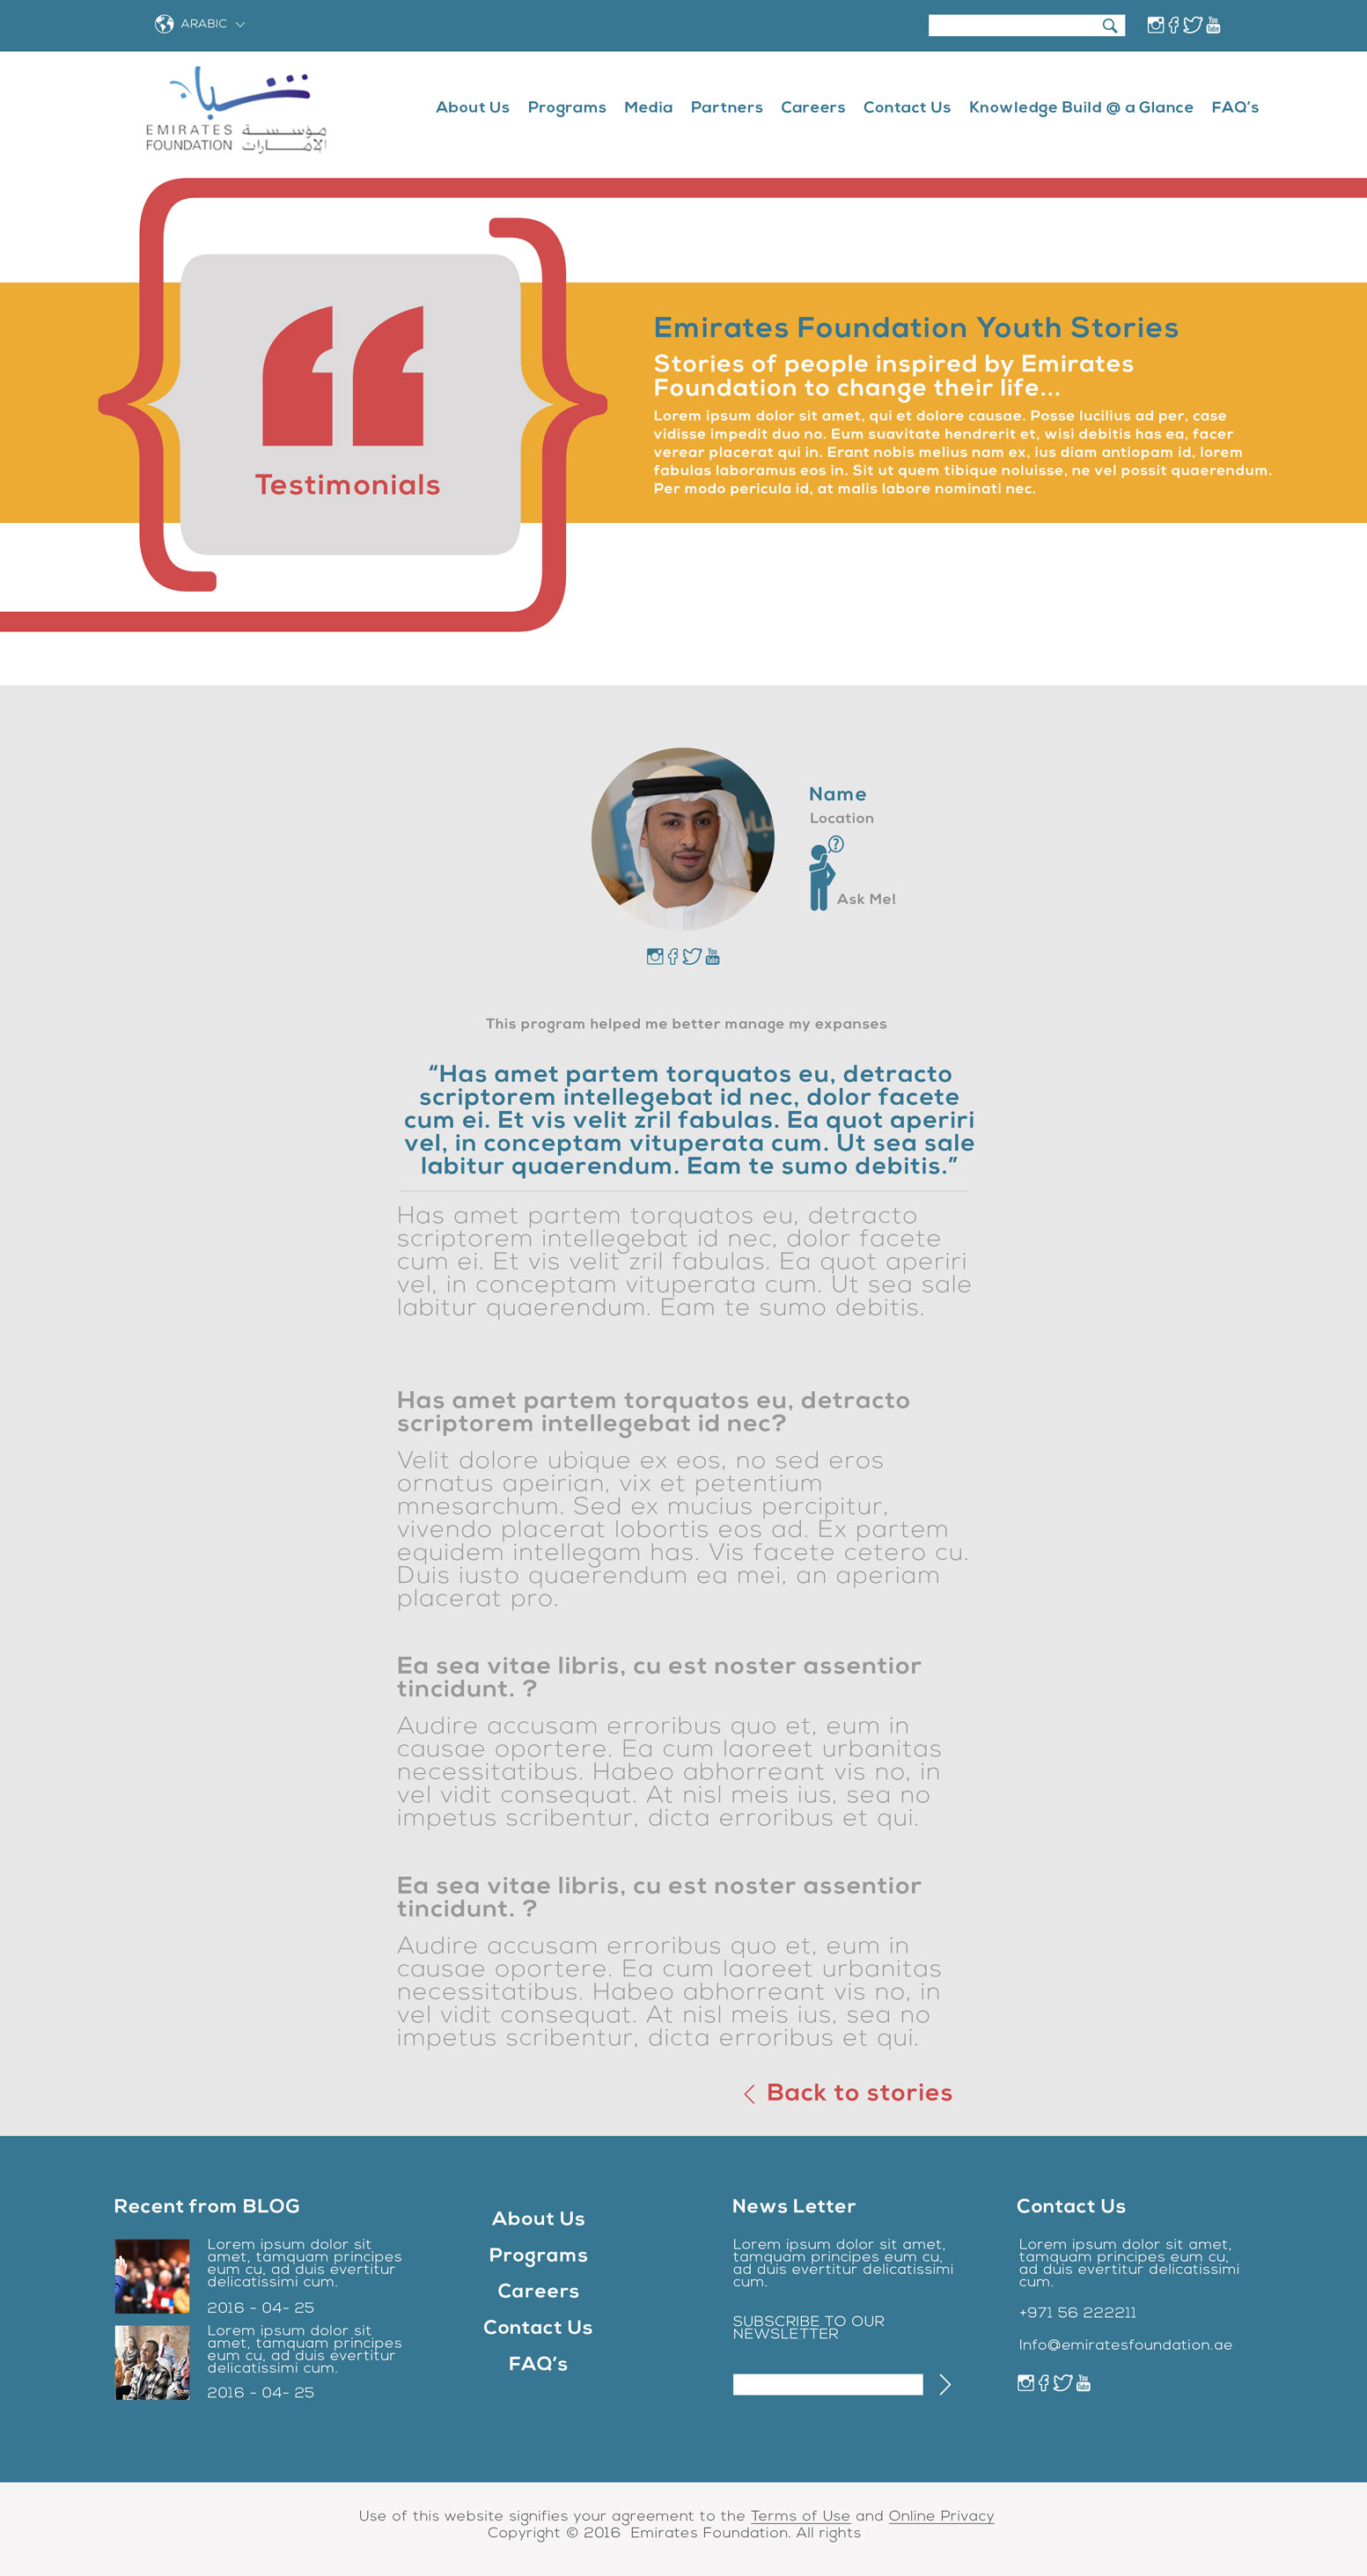 ARABIC
You
Tube
شباب
EMIRATES مؤسسة
FOUNDATION الإمارات
About Us Programs Media Partners Careers Contact Us Knowledge Build @ a Glance FAQ's
Testimonials
Emirates Foundation Youth Stories
Stories of people inspired by Emirates
Foundation to change their life...
Lorem ipsum dolor sit amet, qui et dolore causae. Posse lucilius ad per, case
vidisse impedit duo no. Eum suavitate hendrerit et, wisi debitis has ea, facer
verear placerat qui in. Erant nobis melius nam ex, ius diam antiopam id, lorem
fabulas laboramus eos in. Sit ut quem tibique noluisse, ne vel possit quaerendum.
Per modo pericula id, at malis labore nominati nec.
Name
Location
?
Ask Me!
You
Tube
This program helped me better manage my expanses
“Has amet partem torquatos eu, detracto
scriptorem intellegebat id nec, dolor facete
cum ei. Et vis velit zril fabulas. Ea quot aperiri
vel, in conceptam vituperata cum. Ut sea sale
labitur quaerendum. Eam te sumo debitis.”
Has amet partem torquatos eu, detracto
scriptorem intellegebat id nec, dolor facete
cum ei. Et vis velit zril fabulas. Ea quot aperiri
vel, in conceptam vituperata cum. Ut sea sale
labitur quaerendum. Eam te sumo debitis.
Has amet partem torquatos eu, detracto
scriptorem intellegebat id nec?
Velit dolore ubique ex eos, no sed eros
ornatus apeirian, vix et petentium
mnesarchum. Sed ex mucius percipitur,
vivendo placerat lobortis eos ad. Ex partem
equidem intellegam has. Vis facete cetero cu.
Duis iusto quaerendum ea mei, an aperiam
placerat pro.
Ea sea vitae libris, cu est noster assentior
tincidunt. ?
Audire accusam erroribus quo et, eum in
causae oportere. Ea cum laoreet urbanitas
necessitatibus. Habeo abhorreant vis no, in
vel vidit consequat. At nisl meis ius, sea no
impetus scribentur, dicta erroribus et qui.
Ea sea vitae libris, cu est noster assentior
tincidunt. ?
Audire accusam erroribus quo et, eum in
causae oportere. Ea cum laoreet urbanitas
necessitatibus. Habeo abhorreant vis no, in
vel vidit consequat. At nisl meis ius, sea no
impetus scribentur, dicta erroribus et qui.
Back to stories
Recent from BLOG
Lorem ipsum dolor sit
amet, tamquam principes
eum cu, ad duis evertitur
delicatissimi cum.
2016 - 04- 25
Lorem ipsum dolor sit
amet, tamquam principes
eum cu, ad duis evertitur
delicatissimi cum.
2016 - 04- 25
About Us
Programs
Careers
Contact Us
FAQ's
News Letter
Lorem ipsum dolor sit amet,
tamquam principes eum cu,
ad duis evertitur delicatissimi
cum.
SUBSCRIBE TO OUR
NEWSLETTER
Contact Us
Lorem ipsum dolor sit amet,
tamquam principes eum cu,
ad duis evertitur delicatissimi
cum.
+971 56 222211
Info@emiratesfoundation.ae
You
Tube
Use of this website signifies your agreement to the Terms of Use and Online Privacy
Copyright © 2016 Emirates Foundation. All rights